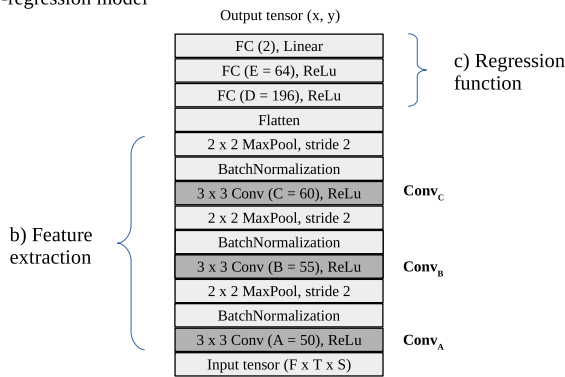 -regression model
Output tensor (x, y)
FC (2), Linear
FC (E = 64), ReLu
FC (D = 196), ReLu
c) Regression
function
Flatten
2 x 2 MaxPool, stride 2
BatchNormalization
3 x 3 Conv (C = 60), ReLu
Conv_C
2 x 2 MaxPool, stride 2
BatchNormalization
b) Feature
extraction
3 x 3 Conv (B = 55), ReLu
Conv_B
2 x 2 MaxPool, stride 2
BatchNormalization
3 x 3 Conv (A = 50), ReLu
Conv_A
Input tensor (F x T x S)